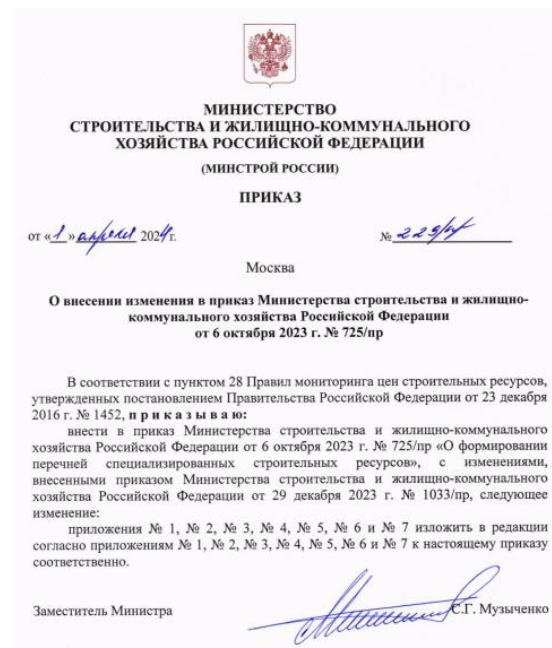 МИНИСТЕРСТВО
СТРОИТЕЛЬСТВА И ЖИЛИЩНО-КОММУНАЛЬНОГО
ХОЗЯЙСТВА РОССИЙСКОЙ ФЕДЕРАЦИИ
(МИНСТРОЙ РОССИИ)
ПРИКАЗ
от «1» апреля 2024 г. № 229/пр
Москва
О внесении изменения в приказ Министерства строительства и жилищно-
коммунального хозяйства Российской Федерации
от 6 октября 2023 г. № 725/пр
В соответствии с пунктом 28 Правил мониторинга цен строительных ресурсов,
утвержденных постановлением Правительства Российской Федерации от 23 декабря
2016 г. № 1452, п р и к а з ы в а ю:
внести в приказ Министерства строительства и жилищно-коммунального
хозяйства Российской Федерации от 6 октября 2023 г. № 725/пр «О формировании
перечней специализированных строительных ресурсов», с изменениями,
внесенными приказом Министерства строительства и жилищно-коммунального
хозяйства Российской Федерации от 29 декабря 2023 г. № 1033/пр, следующее
изменение:
приложения № 1, № 2, № 3, № 4, № 5, № 6 и № 7 изложить в редакции
согласно приложениям № 1, № 2, № 3, № 4, № 5, № 6 и № 7 к настоящему приказу
соответственно.
Заместитель Министра С.Г. Музыченко